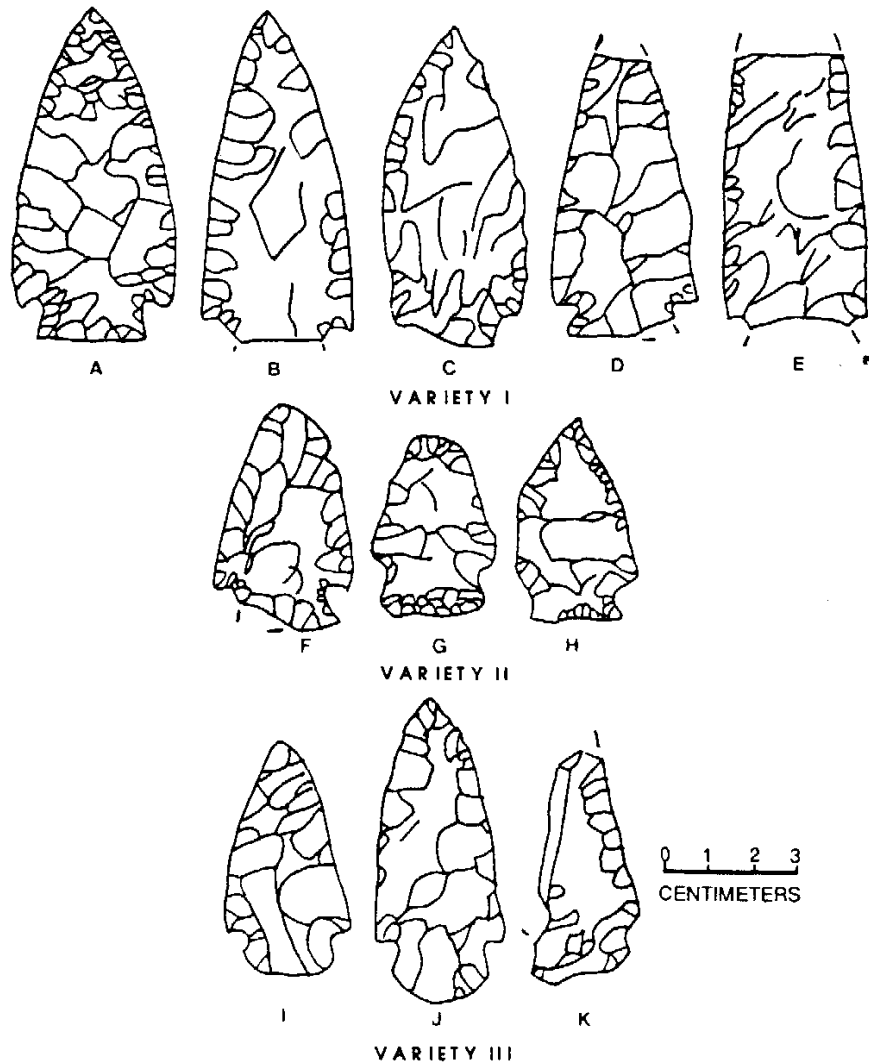 A B C D E
VARIETY I
F G H
VARIETY II
0 1 2 3
CENTIMETERS
I J K
VARIETY III